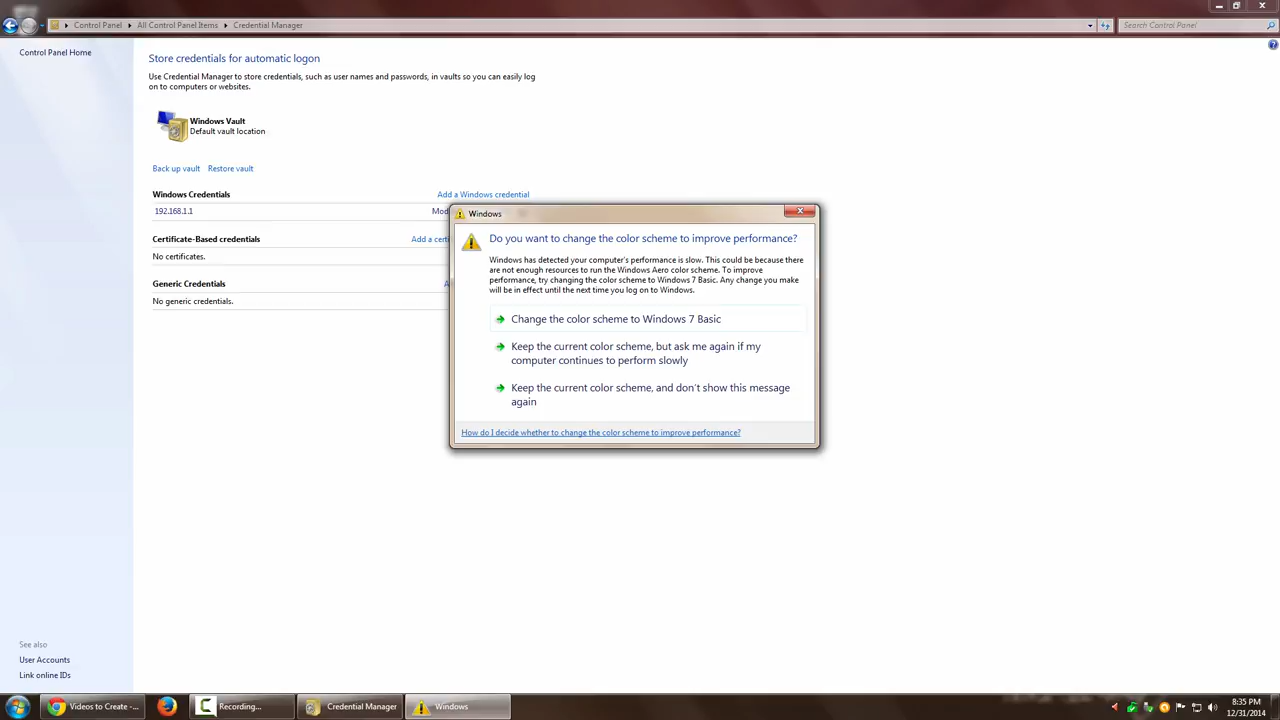 Control Panel
All Control Panel Items
Credential Manager
Search Control Panel
Control Panel Home
Store credentials for automatic logon
Use Credential Manager to store credentials, such as user names and passwords, in vaults so you can easily log
on to computers or websites.
Windows Vault
Default vault location
Back up vault Restore vault
Windows Credentials Add a Windows credential
192.168.1.1 Mod
Certificate-Based credentials Add a certi
No certificates.
Generic Credentials
No generic credentials.
Windows
Do you want to change the color scheme to improve performance?
Windows has detected your computer's performance is slow. This could be because there
are not enough resources to run the Windows Aero color scheme. To improve
performance, try changing the color scheme to Windows 7 Basic. Any change you make
will be in effect until the next time you log on to Windows.
Change the color scheme to Windows 7 Basic
Keep the current color scheme, but ask me again if my
computer continues to perform slowly
Keep the current color scheme, and don't show this message
again
How do I decide whether to change the color scheme to improve performance?
See also
User Accounts
Link online IDs
Videos to Create -...
Recording...
Credential Manager
Windows
8:35 PM
12/31/2014